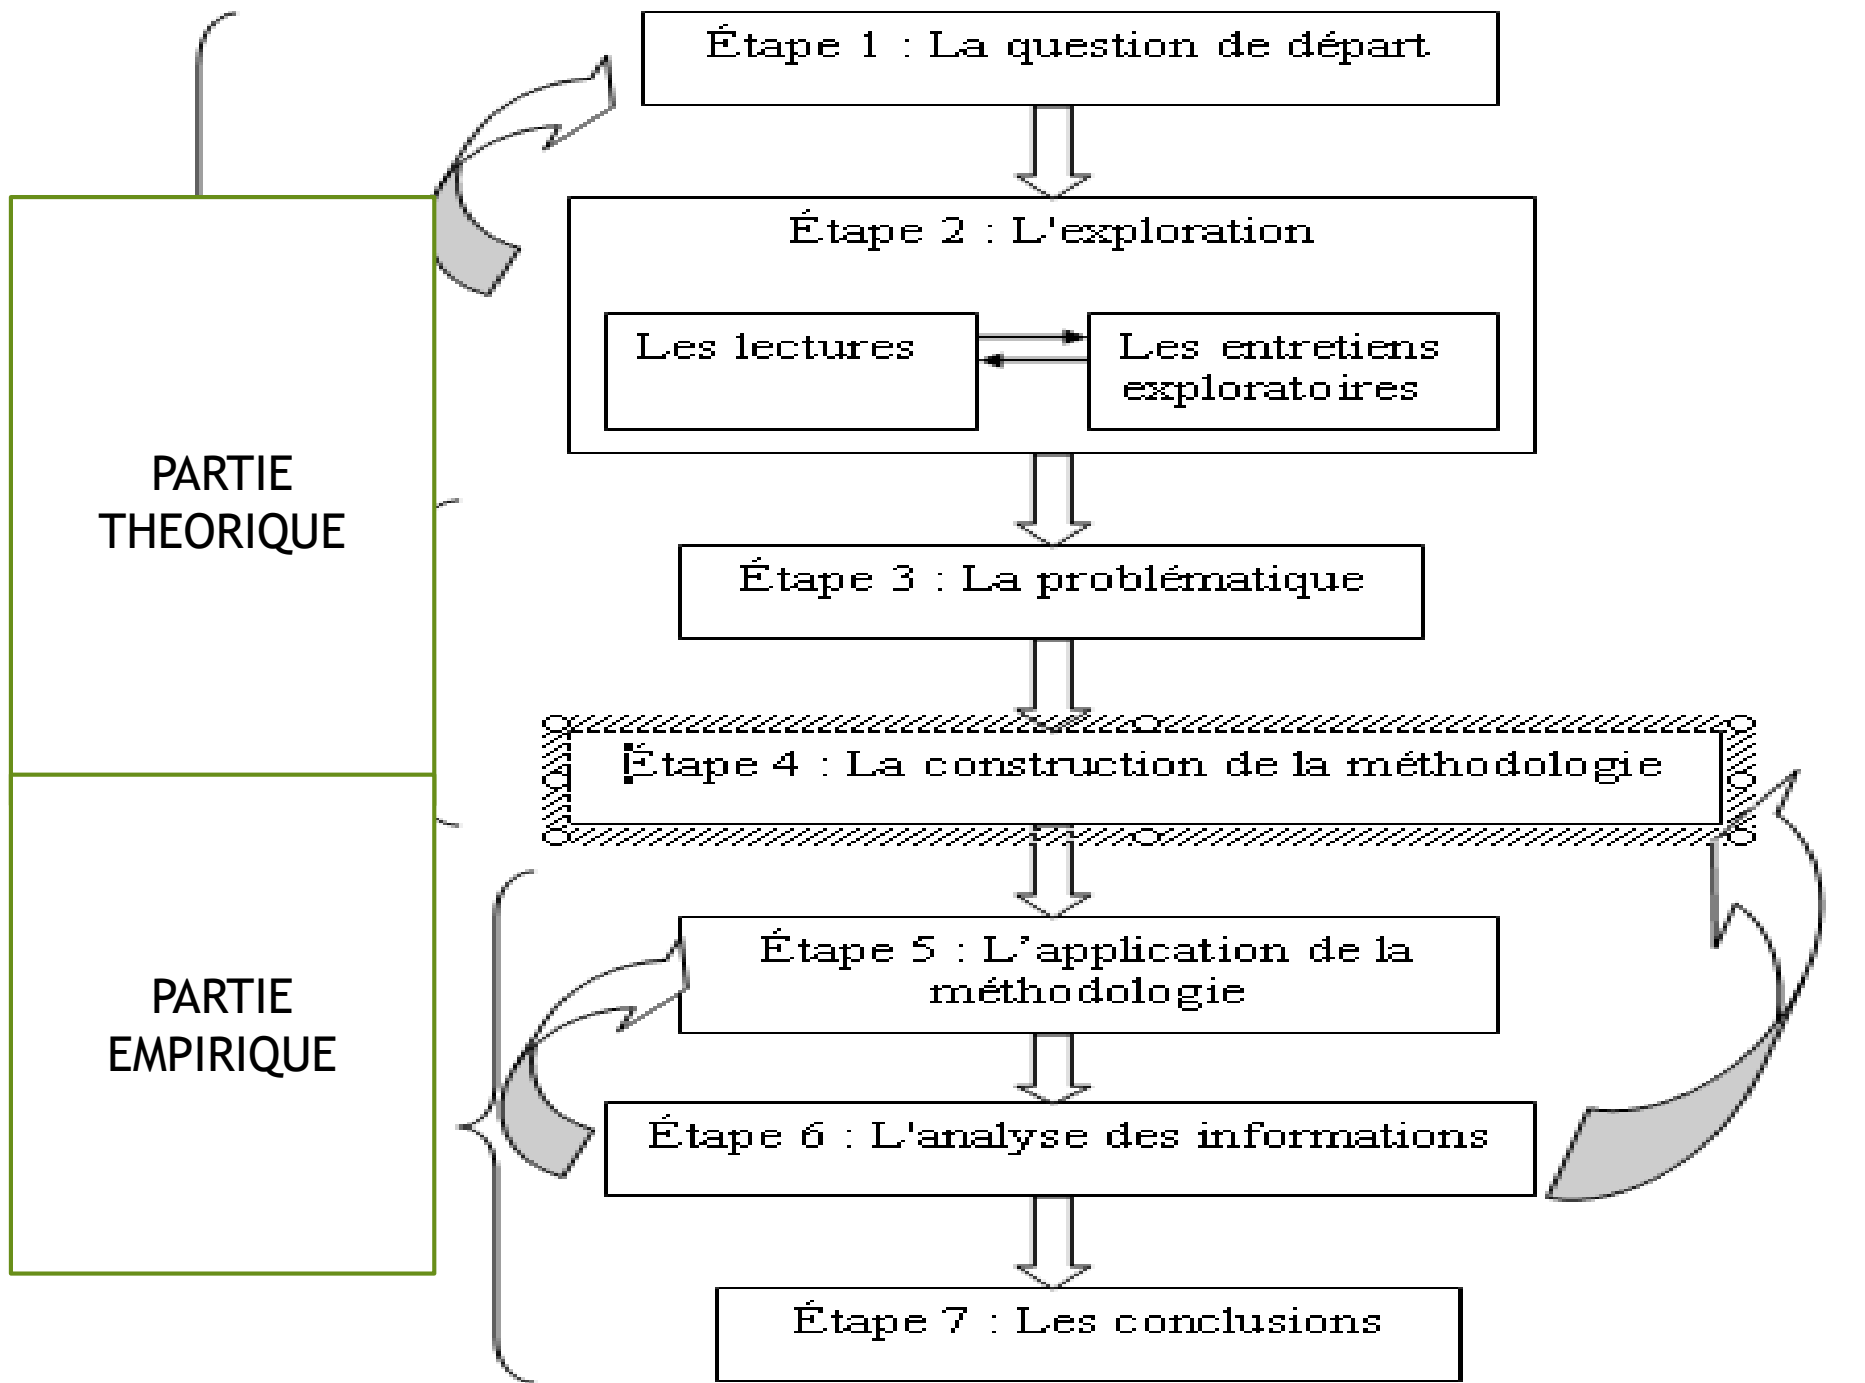 Étape 1 : La question de départ
Étape 2 : L'exploration
Les lectures
Les entretiens
exploratoires
PARTIE
THEORIQUE
Étape 3 : La problématique
Étape 4 : La construction de la méthodologie
Étape 5 : L’application de la
méthodologie
PARTIE
EMPIRIQUE
Étape 6 : L'analyse des informations
Étape 7 : Les conclusions